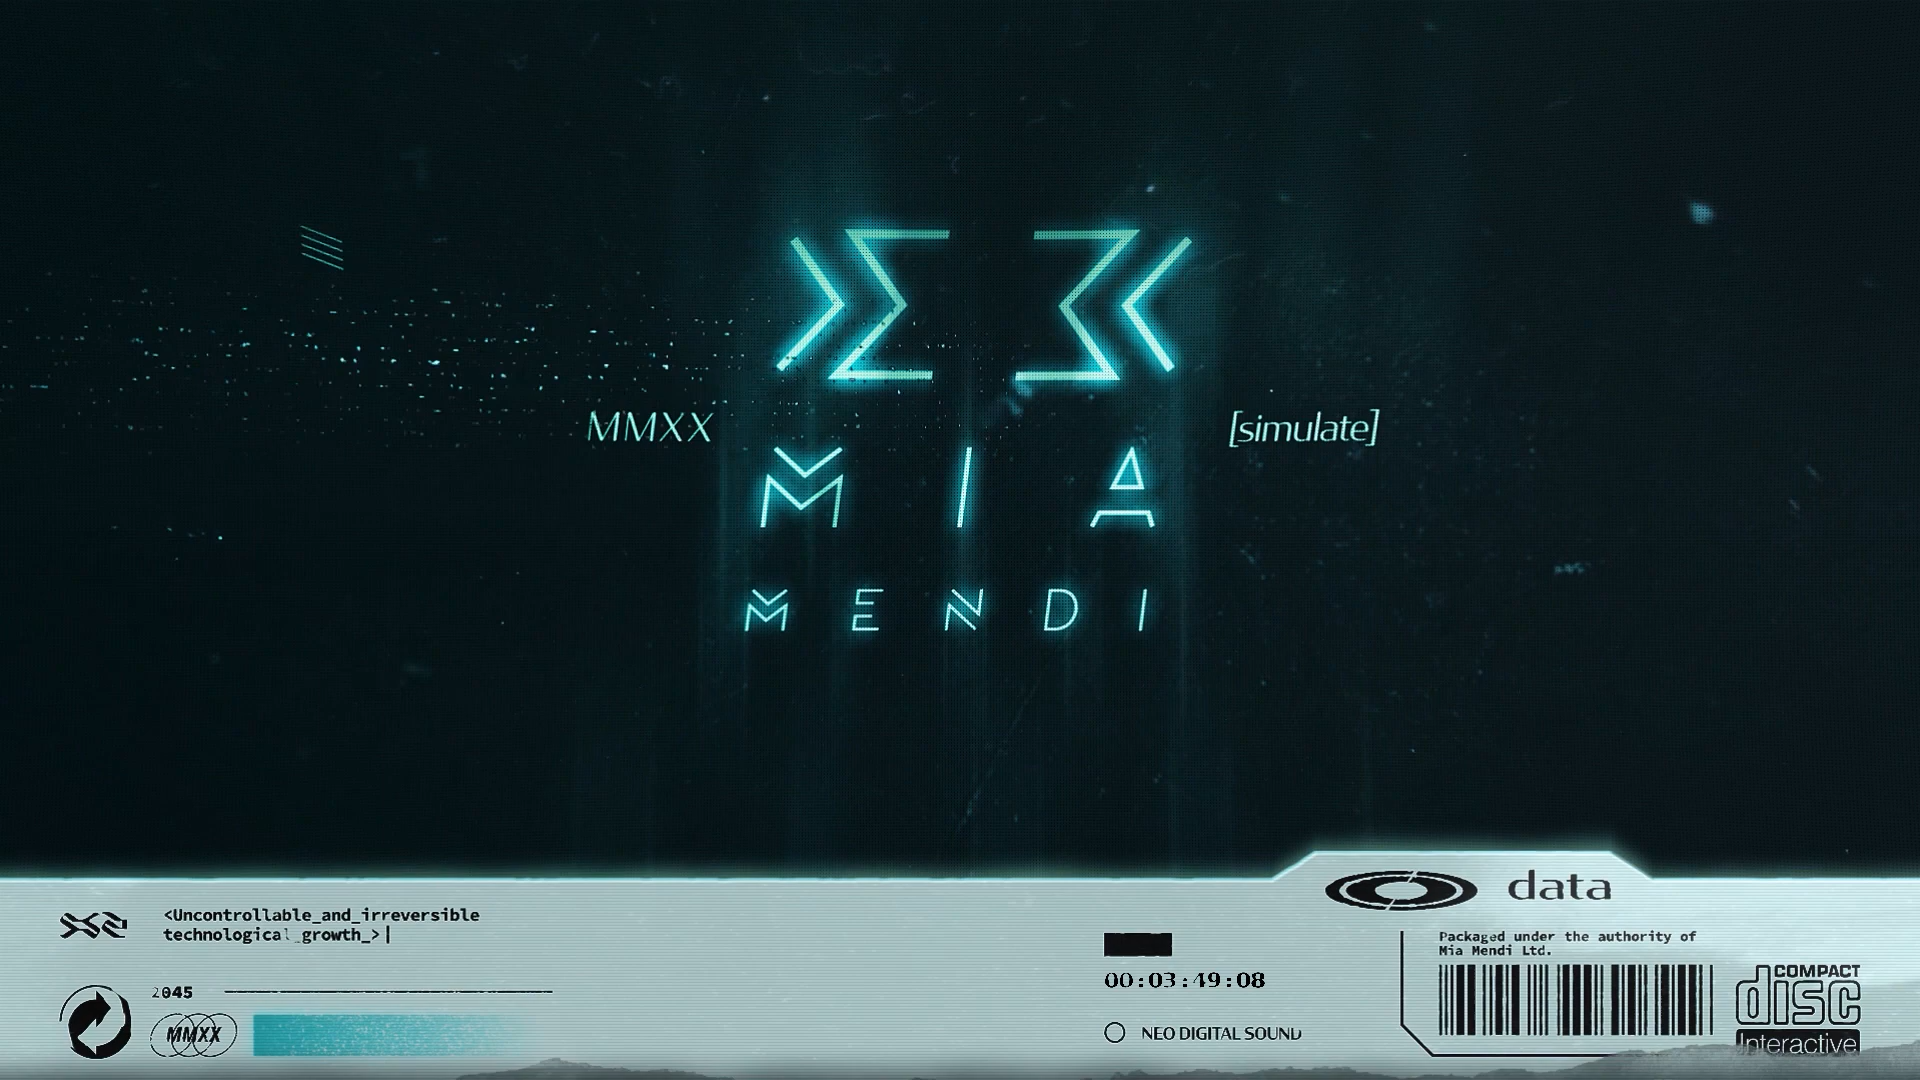 MMXX
[simulate]
MIA
MENDI
data
<Uncontrollable_and_irreversible
technological_growth_>|
Packaged under the authority of
Mia Mendi Ltd.
00:03:49:08
2045
MMXX
NEO DIGITAL SOUND
COMPACT
disc
Interactive